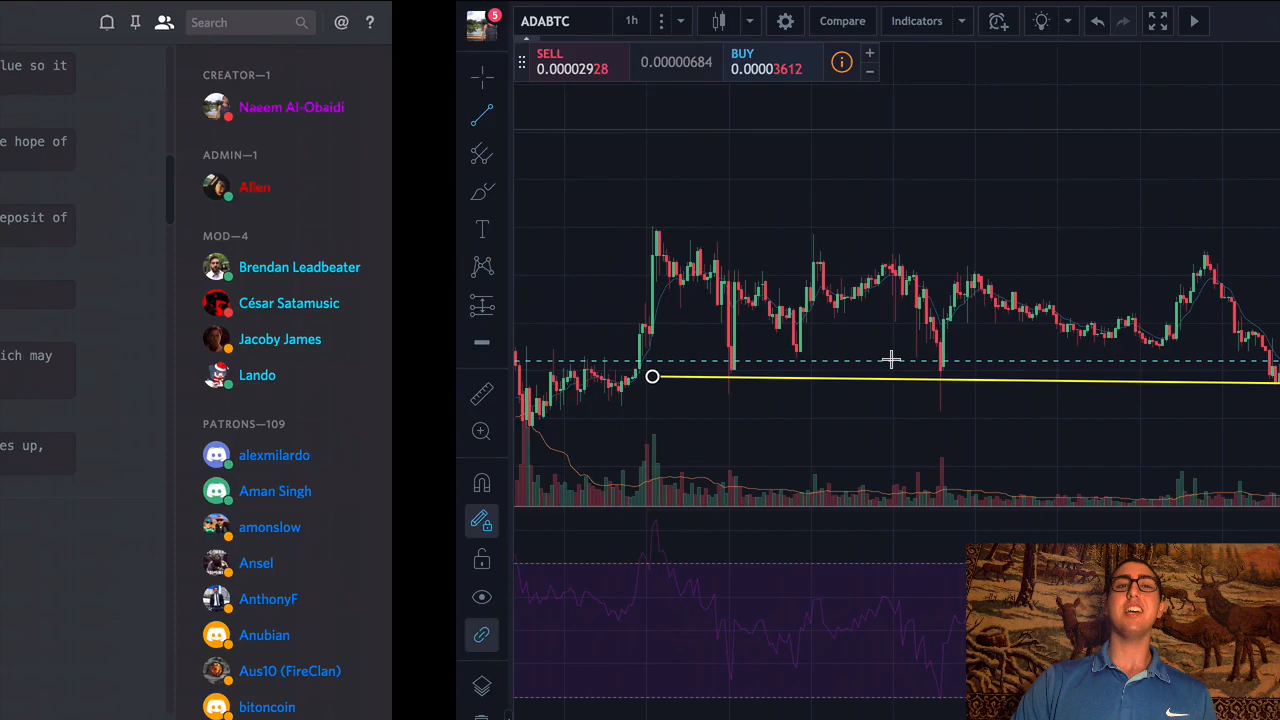 Search
@
?
lue so it
e hope of
eposit of
ich may
es up,
CREATOR—1
Naeem Al-Obaidi
ADMIN—1
Allen
MOD—4
Brendan Leadbeater
César Satamusic
Jacoby James
Lando
PATRONS—109
alexmilardo
Aman Singh
amonslow
Ansel
AnthonyF
Anubian
Aus10 (FireClan)
bitoncoin
5
ADABTC
1h
Compare
Indicators
SELL
0.00002928
0.00000684
BUY
0.00003612
T